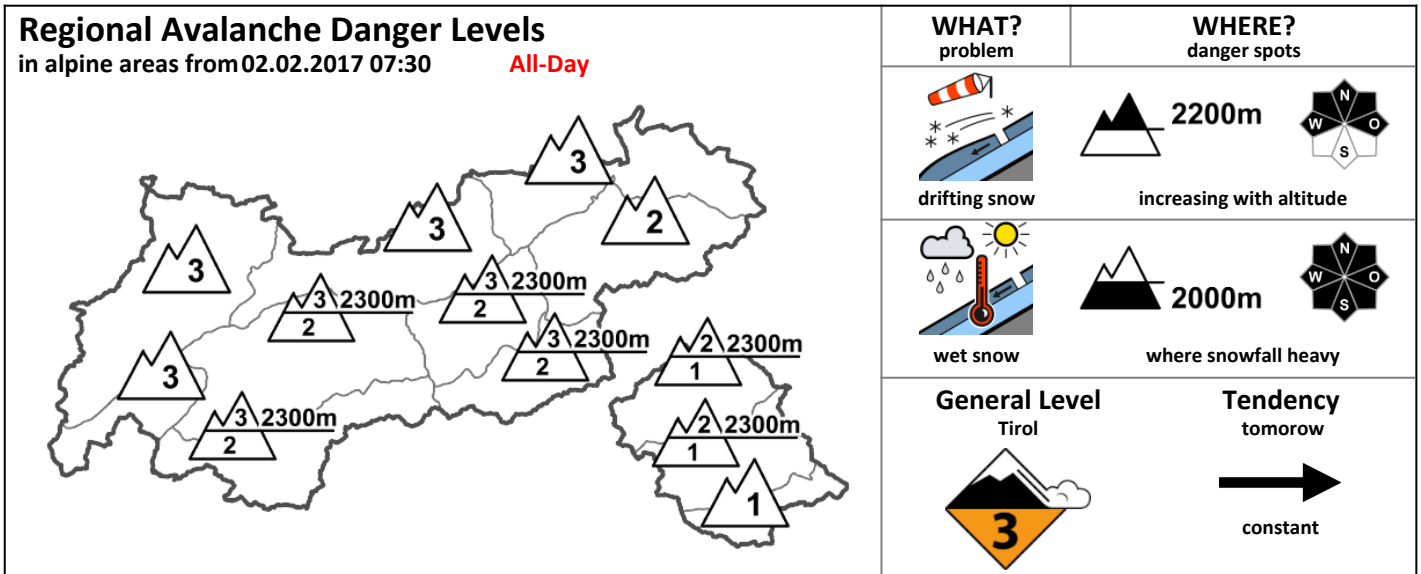 Regional Avalanche Danger Levels
in alpine areas from 02.02.2017 07:30 All-Day
3
3
2
3
3
3 2300m
2
3 2300m
2
3 2300m
2
3
3 2300m
2
2 2300m
1
2 2300m
1
1
WHAT?
problem
WHERE?
danger spots
2200m
N
W O
S
drifting snow
increasing with altitude
2000m
N
W O
S
wet snow
where snowfall heavy
General Level
Tirol
3
Tendency
tomorow
constant